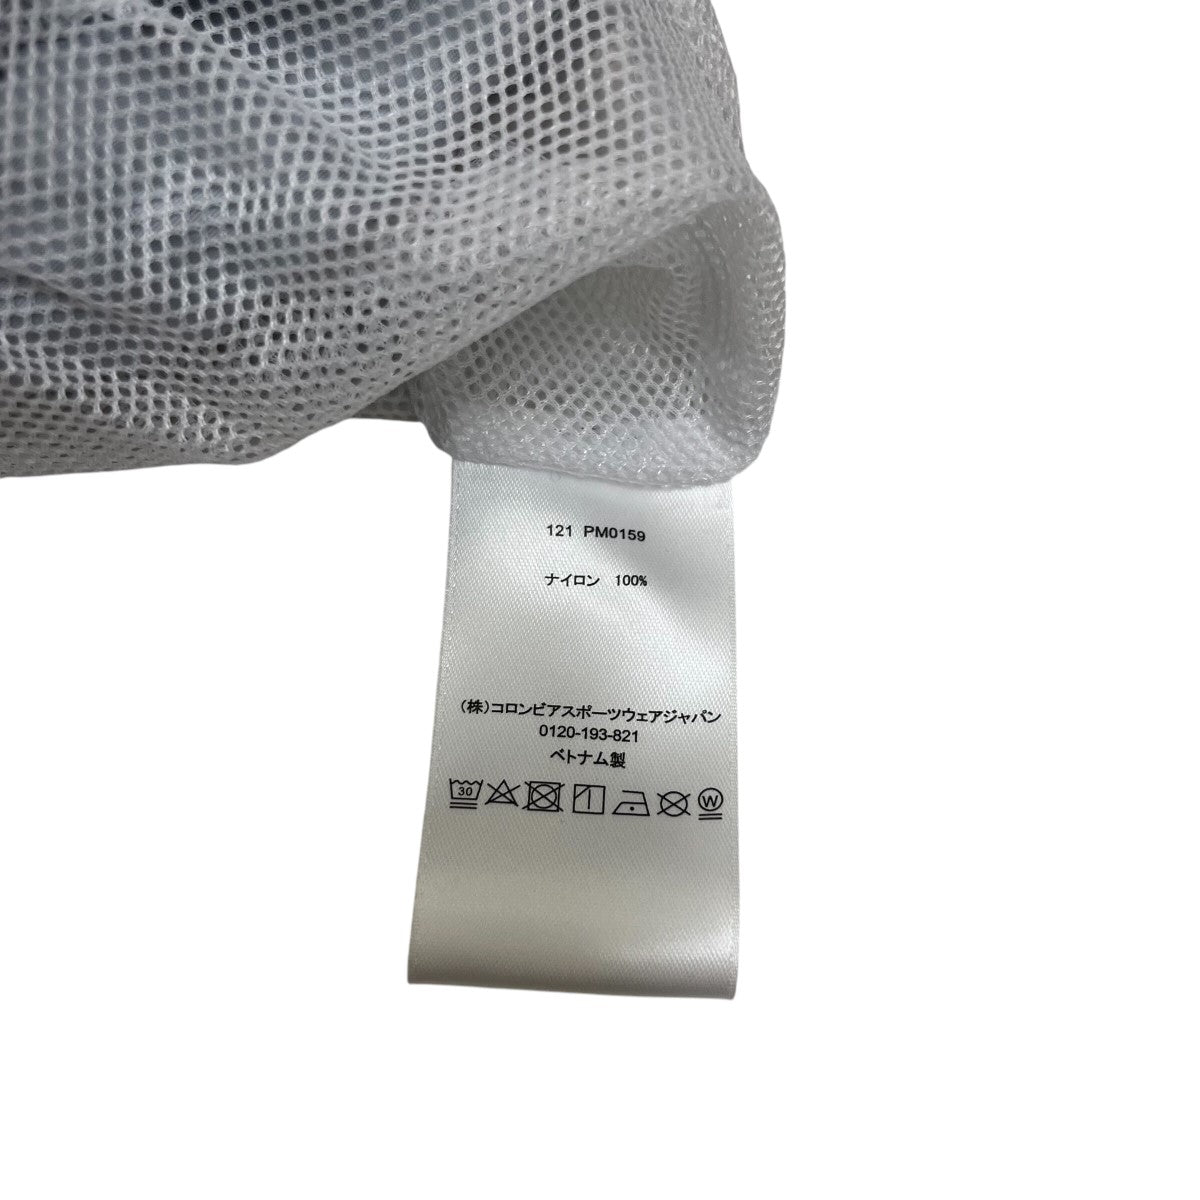 121 PM0159
ナイロン 100%
(株)コロンビアスポーツウェアジャパン
0120-193-821
ベトナム製
30
W